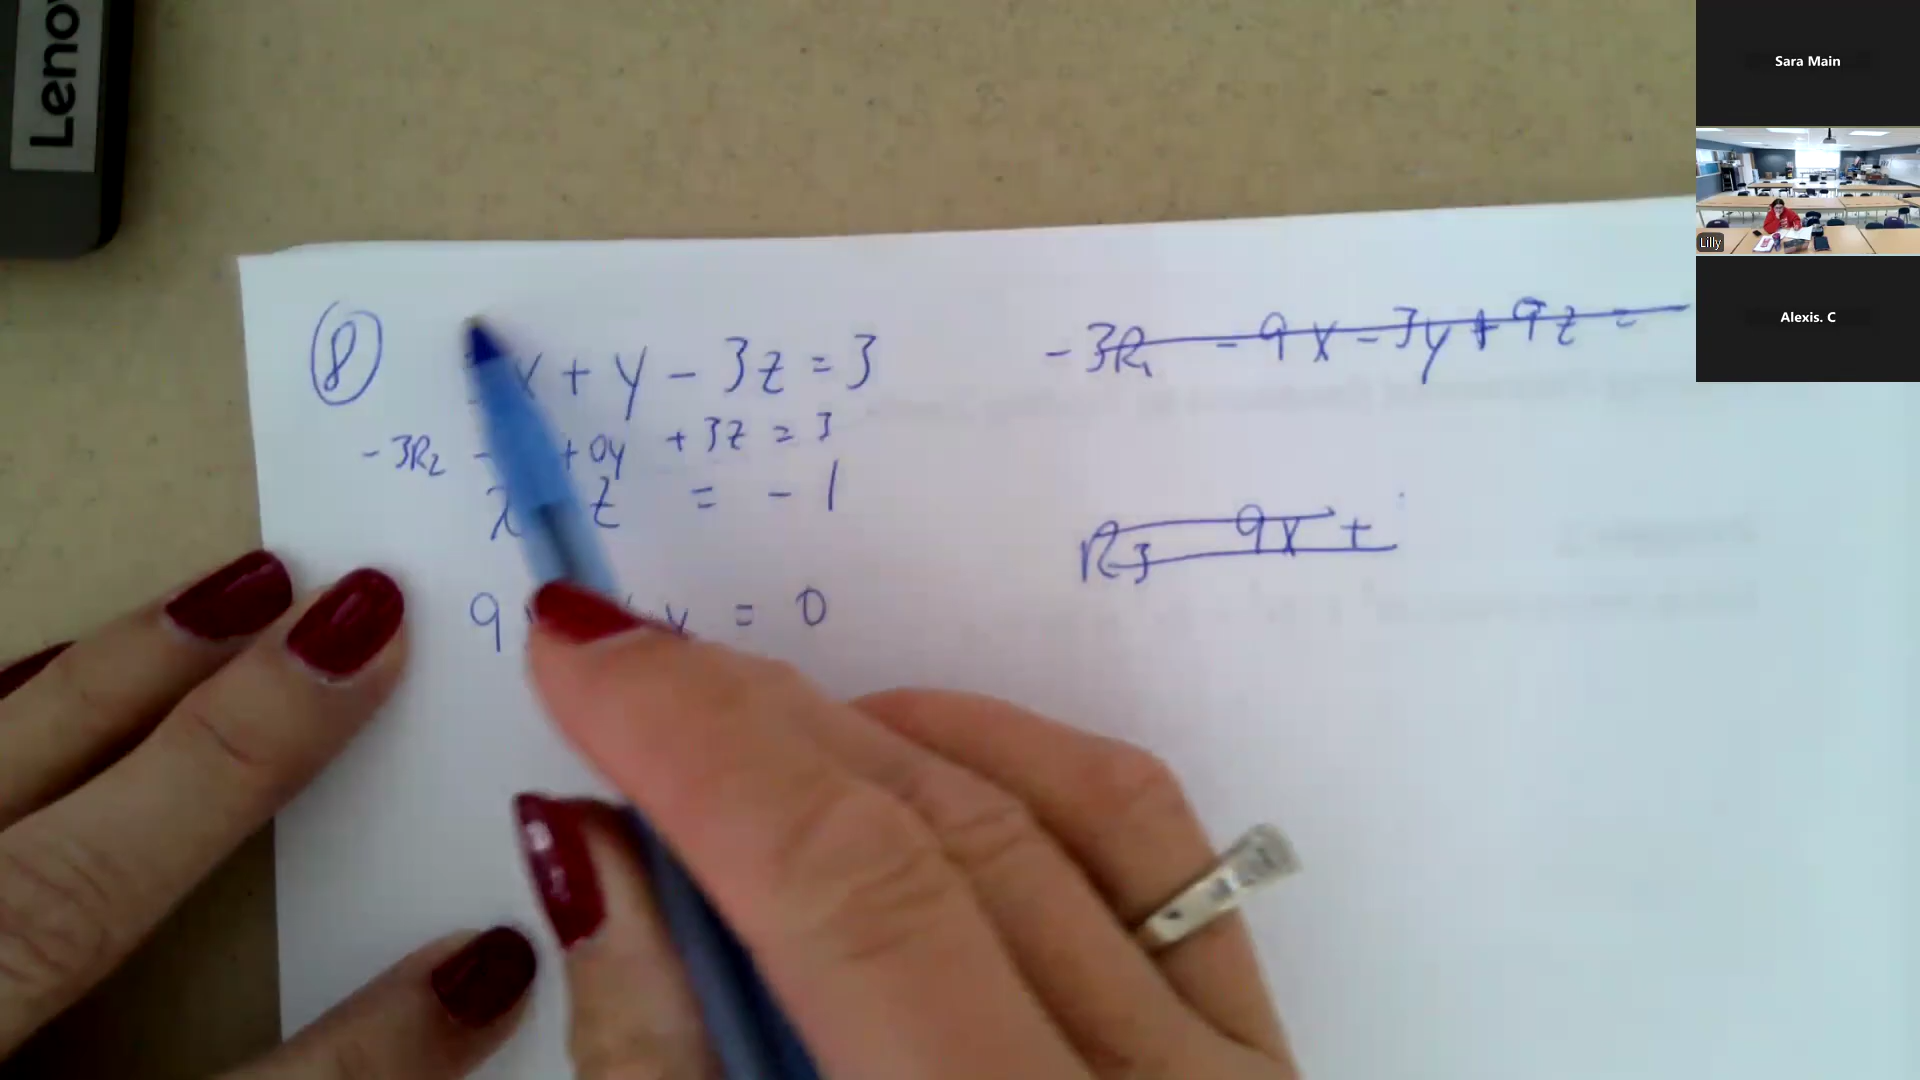 Leno
Sara Main
Lilly
Alexis. C
⑧
x + y - 3z = 3
-3R₂ - + 0y + 3z = 3
x z = - 1
9 y = 0
-3R₁ - 9x - 3y + 9z =
R₃ 9x +